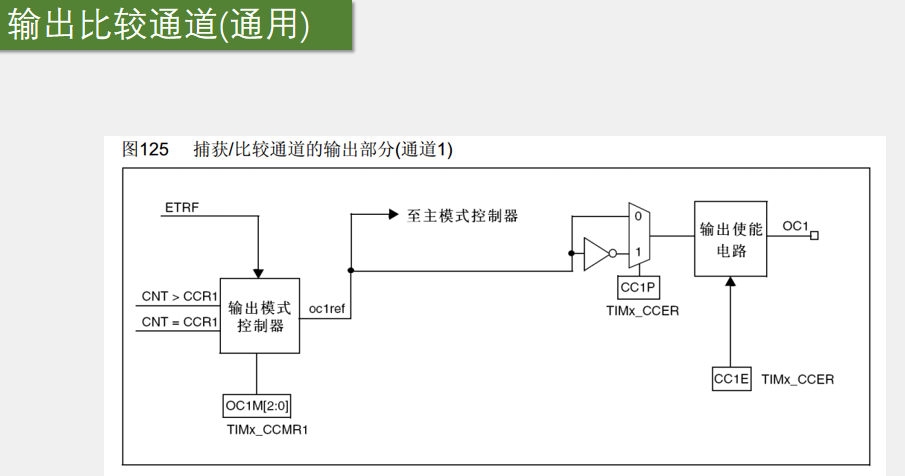 输出比较通道(通用)
图125 捕获/比较通道的输出部分(通道1)
ETRF
至主模式控制器
0
1
输出使能
电路
OC1
CNT > CCR1
CNT = CCR1
输出模式
控制器
oc1ref
CC1P
TIMx_CCER
CC1E
TIMx_CCER
OC1M[2:0]
TIMx_CCMR1